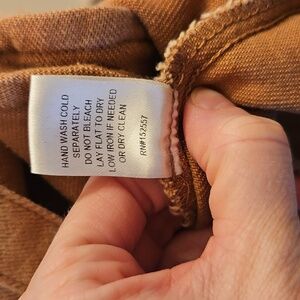 HAND WASH COLD
SEPARATELY
DO NOT BLEACH
LAY FLAT TO DRY
LOW IRON IF NEEDED
OR DRY CLEAN
RN#152557